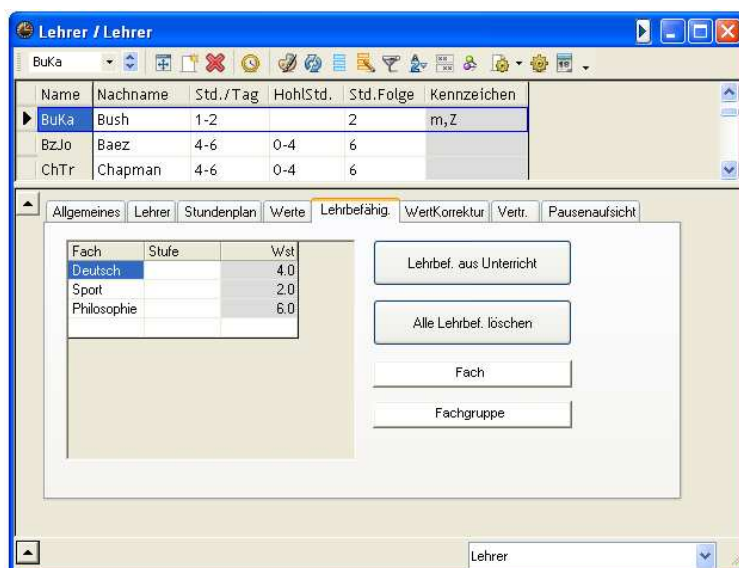 Lehrer / Lehrer
BuKa
Name Nachname Std./Tag HohlStd. Std.Folge Kennzeichen
BuKa Bush 1-2 2 m,Z
BzJo Baez 4-6 0-4 6
ChTr Chapman 4-6 0-4 6
Allgemeines Lehrer Stundenplan Werte Lehrbefähig. WertKorrektur Vertr. Pausenaufsicht
Fach Stufe Wst
Deutsch 4.0
Sport 2.0
Philosophie 6.0
Lehrbef. aus Unterricht
Alle Lehrbef. löschen
Fach
Fachgruppe
Lehrer